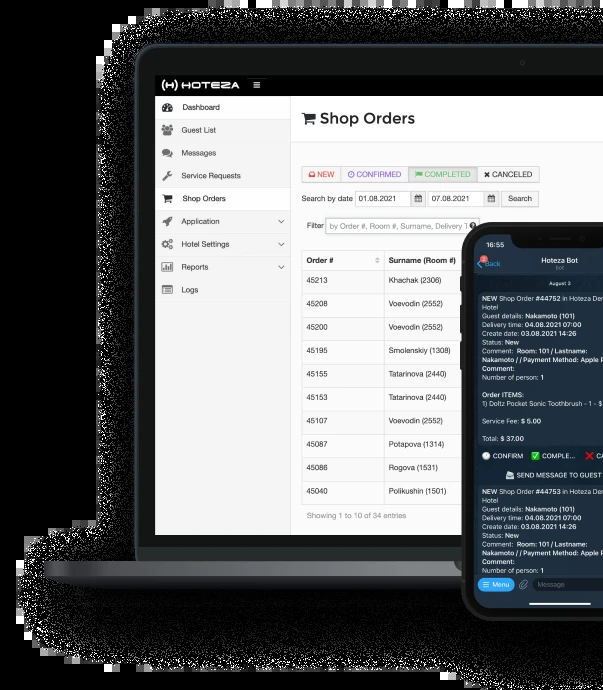 (H) HOTEZA
Dashboard
Guest List
Messages
Service Requests
Shop Orders
Application
Hotel Settings
Reports
Logs
Shop Orders
NEW CONFIRMED COMPLETED CANCELED
Search by date 01.08.2021 07.08.2021 Search
Filter by Order #, Room #, Surname, Delivery T
Order # Surname (Room #)
45213 Khachak (2306)
45208 Voevodin (2552)
45200 Voevodin (2552)
45195 Smolenskiy (1308)
45155 Tatarinova (2440)
45153 Tatarinova (2440)
45107 Voevodin (2552)
45087 Potapova (1314)
45086 Rogova (1531)
45040 Polikushin (1501)
Showing 1 to 10 of 34 entries
16:55
Back Hoteza Bot
bot
August 3
NEW Shop Order #44752 in Hoteza De
Hotel
Guest details: Nakamoto (101)
Delivery time: 04.08.2021 07:00
Create date: 03.08.2021 14:26
Status: New
Comment: Room: 101 / Lastname:
Nakamoto / / Payment Method: Apple P
Comment:
Number of person: 1
Order ITEMS:
1) Doltz Pocket Sonic Toothbrush – 1 – $
Service Fee: $ 5.00
Total: $ 37.00
CONFIRM COMPLE... CA
SEND MESSAGE TO GUEST
NEW Shop Order #44753 in Hoteza De
Hotel
Guest details: Nakamoto (101)
Delivery time: 04.08.2021 07:00
Create date: 03.08.2021 14:26
Status: New
Comment: Room: 101 / Lastname:
Nakamoto / / Payment Method: Apple P
Comment:
Number of person: 1
Menu Message